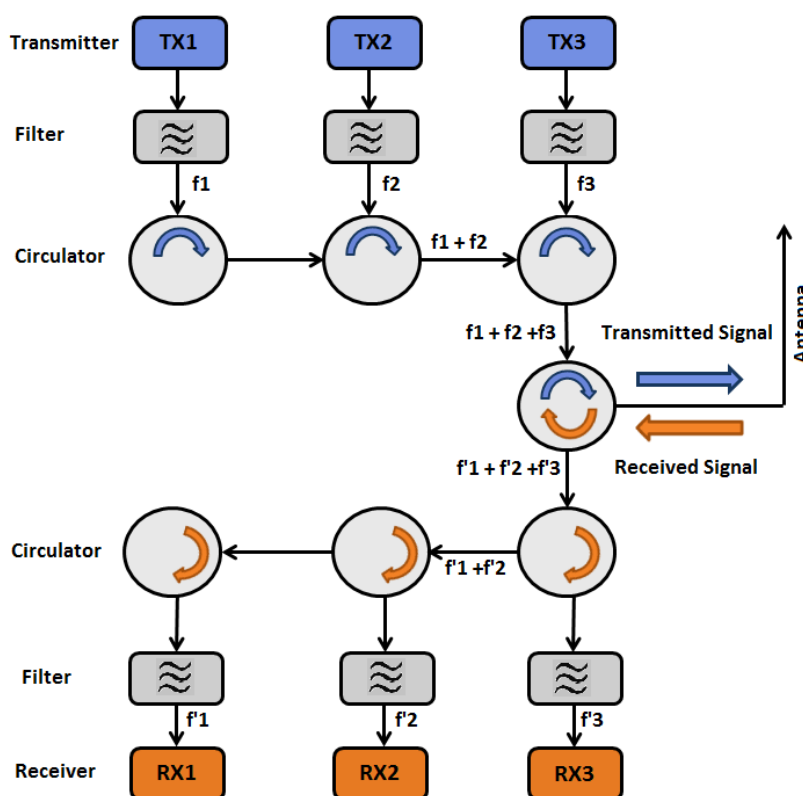 Transmitter TX1 TX2 TX3
Filter
f1 f2 f3
Circulator
f1 + f2
Antenna
f1 + f2 +f3
Transmitted Signal
f'1 + f'2 +f'3
Received Signal
Circulator
f'1 +f'2
Filter
f'1 f'2 f'3
Receiver RX1 RX2 RX3